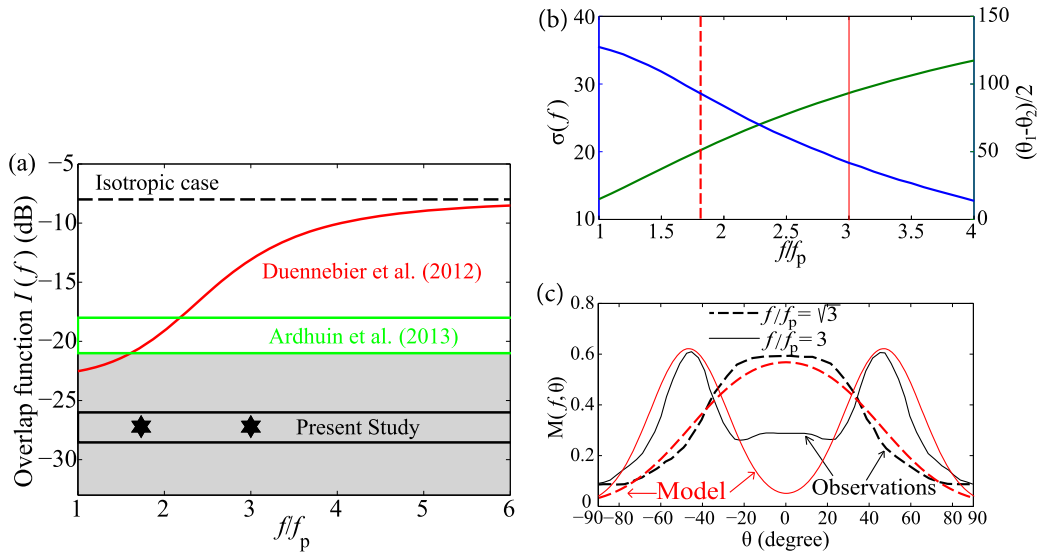 (a)
Overlap function I (f) (dB)
−5
−10
−15
−20
−25
−30
Isotropic case
Duennebier et al. (2012)
Ardhuin et al. (2013)
Present Study
1 2 3 4 5 6
f/fp
(b)
σ(f)
40
30
20
10
150
100
50
0
(θ1-θ2)/2
1 1.5 2 2.5 3 3.5 4
f/fp
(c)
M(f,θ)
0.8
0.6
0.4
0.2
0
f/fp = √3
f/fp = 3
Model
Observations
−90 −80 −60 −40 −20 0 20 40 60 80 90
θ (degree)